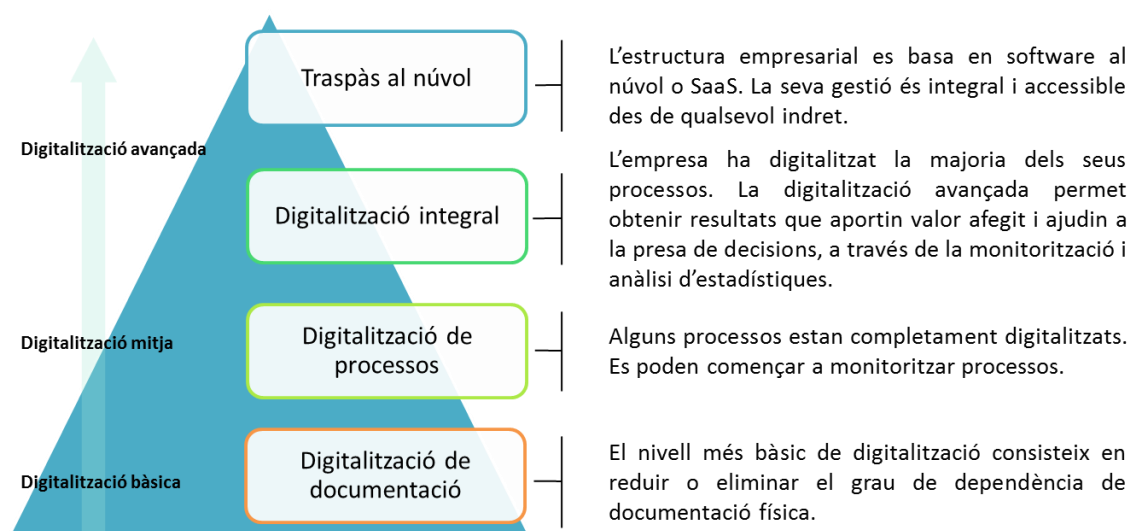 Traspàs al núvol
L'estructura empresarial es basa en software al
núvol o SaaS. La seva gestió és integral i accessible
des de qualsevol indret.
Digitalització avançada
Digitalització integral
L'empresa ha digitalitzat la majoria dels seus
processos. La digitalització avançada permet
obtenir resultats que aportin valor afegit i ajudin a
la presa de decisions, a través de la monitorització i
anàlisi d'estadístiques.
Digitalització mitja
Digitalització de
processos
Alguns processos estan completament digitalitzats.
Es poden començar a monitoritzar processos.
Digitalització bàsica
Digitalització de
documentació
El nivell més bàsic de digitalització consisteix en
reduir o eliminar el grau de dependència de
documentació física.